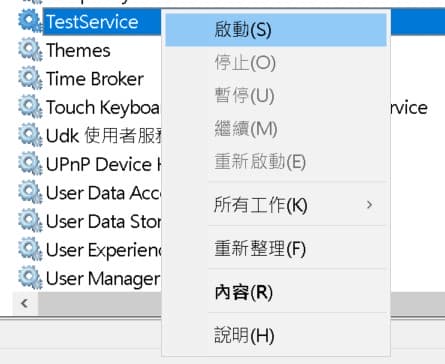 TestService
Themes
Time Broker
Touch Keyboa
rvice
Udk 使用者服
UPnP Device
User Data Acc
User Data Stor
User Experien
User Manager
啟動(S)
停止(O)
暫停(U)
繼續(M)
重新啟動(E)
所有工作(K)
重新整理(F)
內容(R)
說明(H)